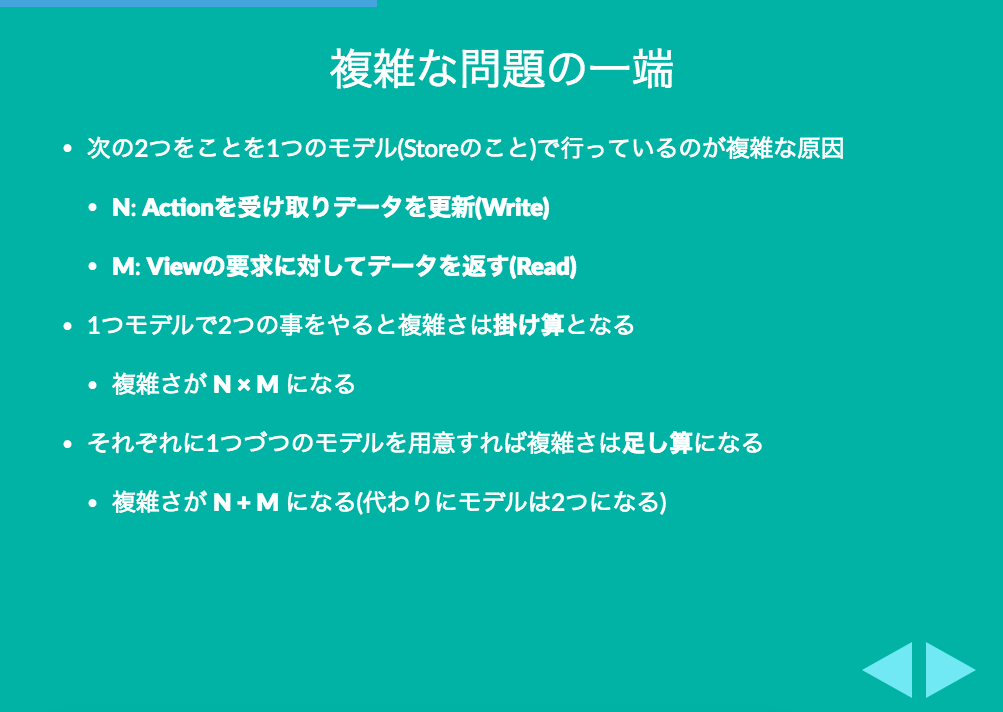 複雑な問題の一端
• 次の2つをことを1つのモデル(Storeのこと)で行っているのが複雑な原因
• N: Actionを受け取りデータを更新(Write)
• M: Viewの要求に対してデータを返す(Read)
• 1つモデルで2つの事をやると複雑さは掛け算となる
• 複雑さが N × M になる
• それぞれに1つづつのモデルを用意すれば複雑さは足し算になる
• 複雑さが N + M になる(代わりにモデルは2つになる)